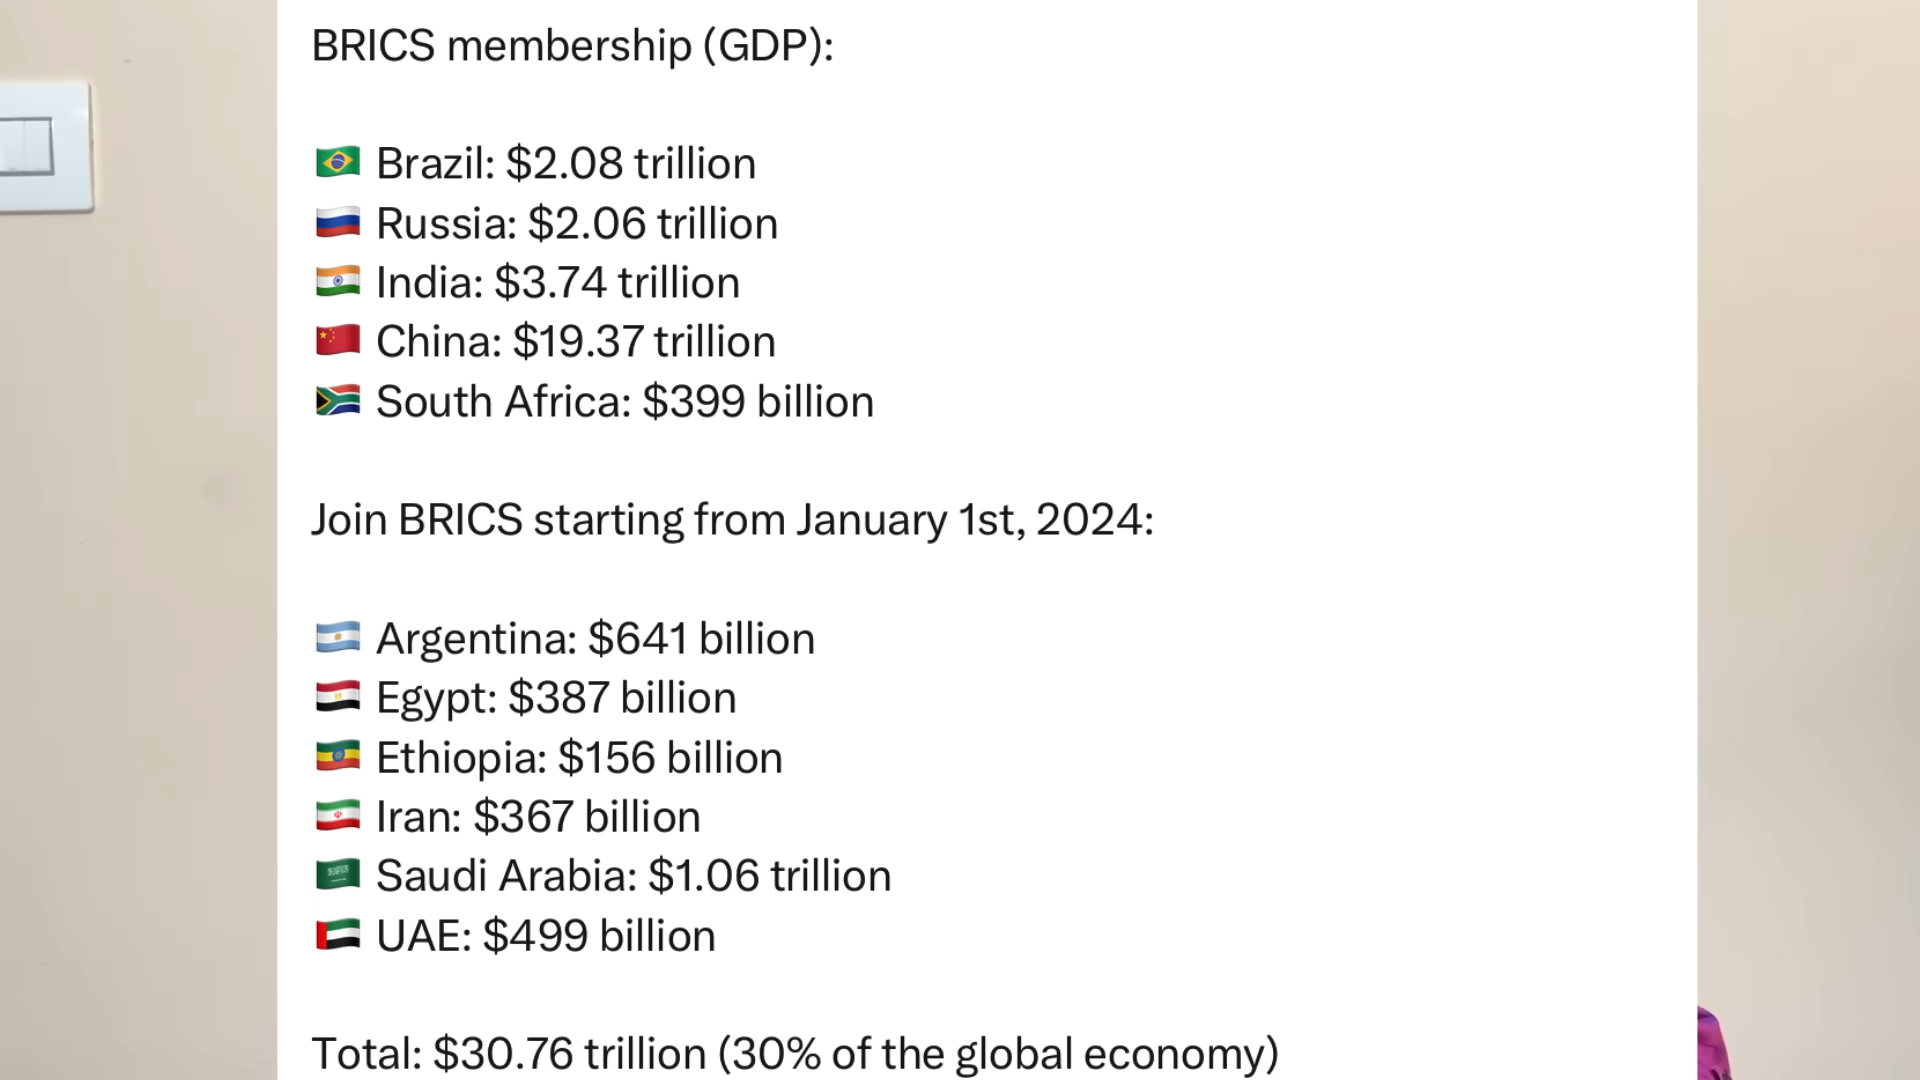 BRICS membership (GDP):
🇧🇷 Brazil: $2.08 trillion
🇷🇺 Russia: $2.06 trillion
🇮🇳 India: $3.74 trillion
🇨🇳 China: $19.37 trillion
🇿🇦 South Africa: $399 billion
Join BRICS starting from January 1st, 2024:
🇦🇷 Argentina: $641 billion
🇪🇬 Egypt: $387 billion
🇪🇹 Ethiopia: $156 billion
🇮🇷 Iran: $367 billion
🇸🇦 Saudi Arabia: $1.06 trillion
🇦🇪 UAE: $499 billion
Total: $30.76 trillion (30% of the global economy)